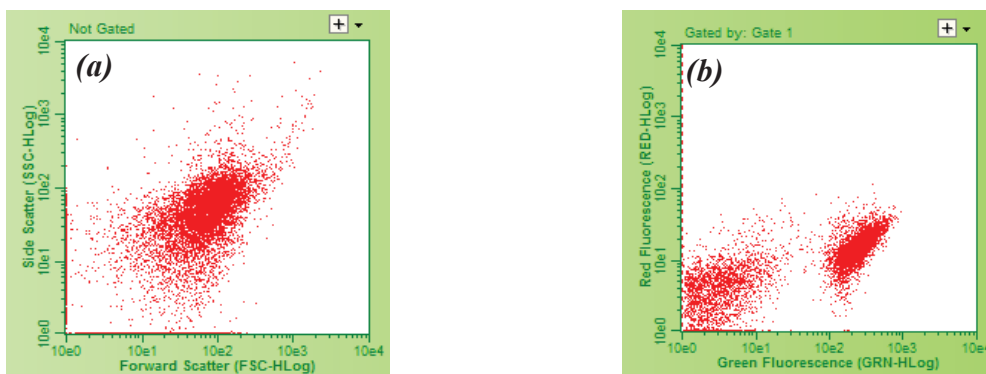 Not Gated
+
(a)
Side Scatter (SSC-HLog)
10e4
10e3
10e2
10e1
10e0
10e0 10e1 10e2 10e3 10e4
Forward Scatter (FSC-HLog)
Gated by: Gate 1
+
(b)
Red Fluorescence (RED-HLog)
10e4
10e3
10e2
10e1
10e0
10e0 10e1 10e2 10e3 10e4
Green Fluorescence (GRN-HLog)